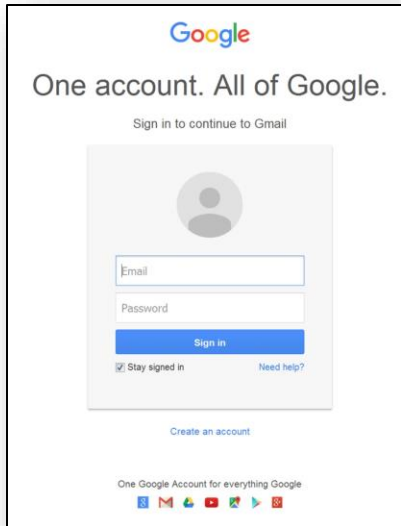 Google
One account. All of Google.
Sign in to continue to Gmail
Email
Password
Sign in
Stay signed in
Need help?
Create an account
One Google Account for everything Google